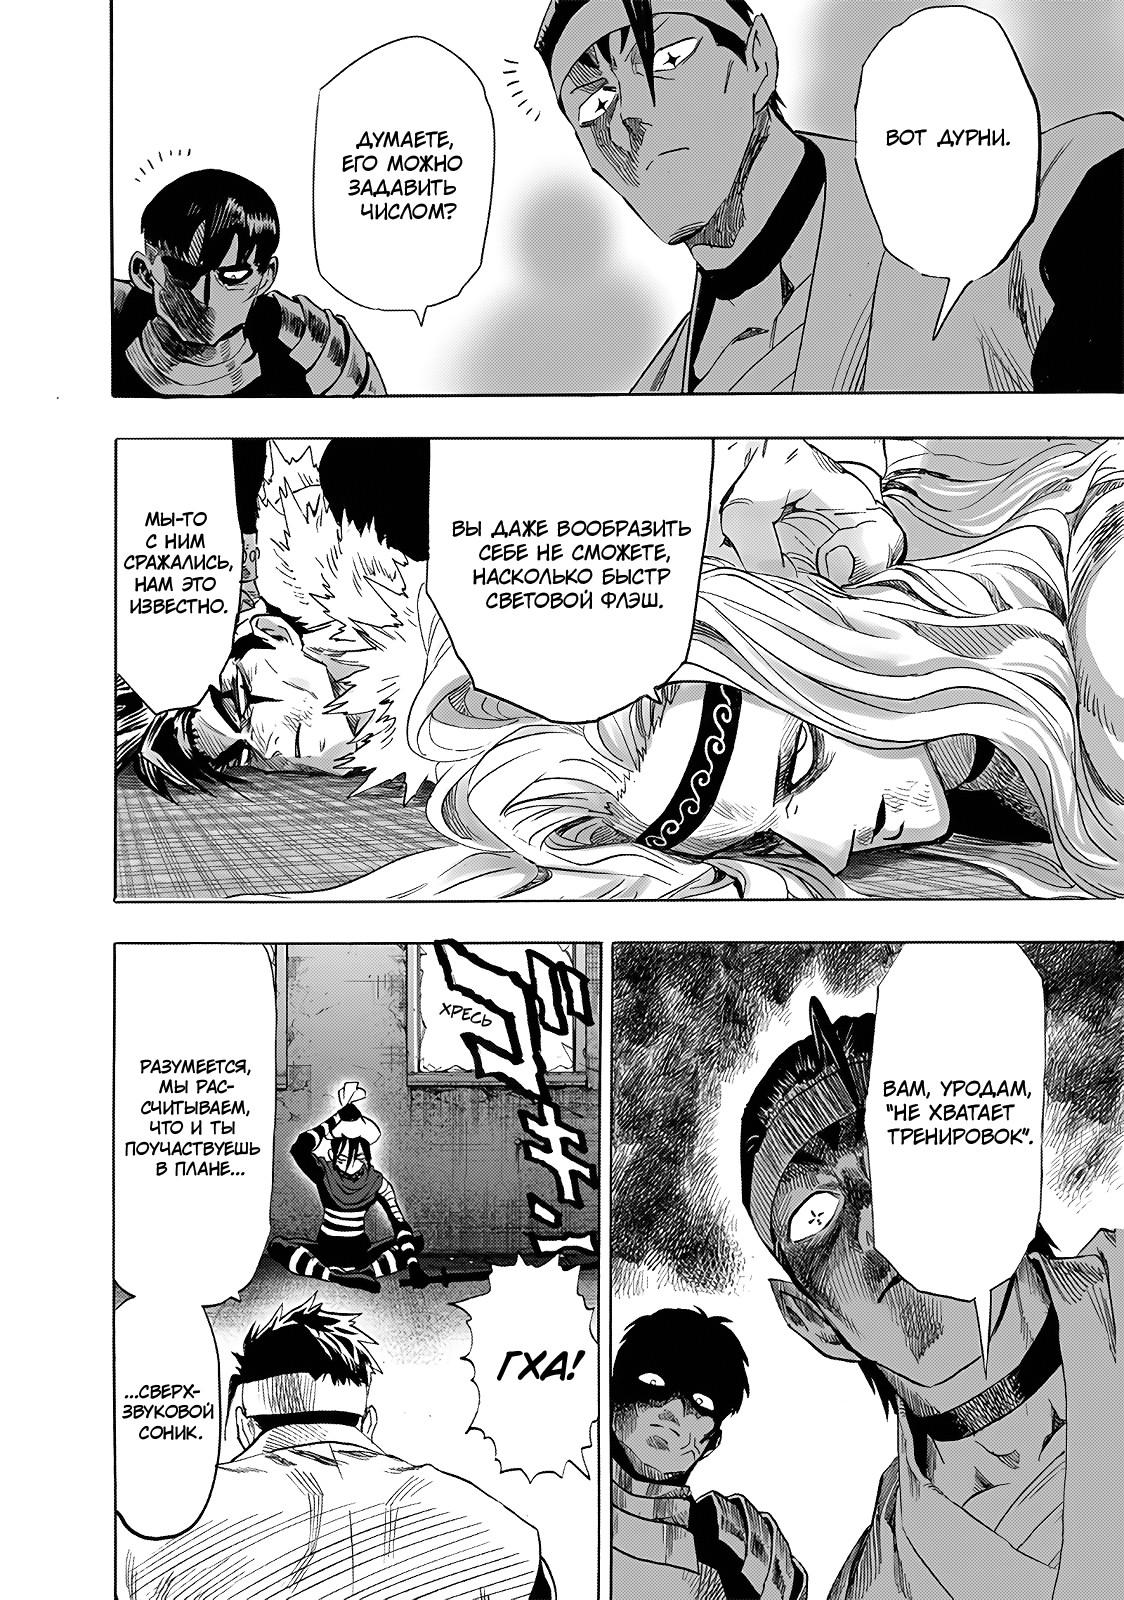 ВОТ ДУРНИ.
ДУМАЕТЕ,
ЕГО МОЖНО
ЗАДАВИТЬ
ЧИСЛОМ?
ВЫ ДАЖЕ ВООБРАЗИТЬ
СЕБЕ НЕ СМОЖЕТЕ,
НАСКОЛЬКО БЫСТР
СВЕТОВОЙ ФЛЭШ.
МЫ-ТО
С НИМ
СРАЖАЛИСЬ,
НАМ ЭТО
ИЗВЕСТНО.
ВАМ, УРОДАМ,
"НЕ ХВАТАЕТ
ТРЕНИРОВОК".
ХРЕСЬ
РАЗУМЕЕТСЯ,
МЫ РАС-
СЧИТЫВАЕМ,
ЧТО И ТЫ
ПОУЧАСТВУЕШЬ
В ПЛАНЕ...
ГХА!
...СВЕРХ-
ЗВУКОВОЙ
СОНИК.